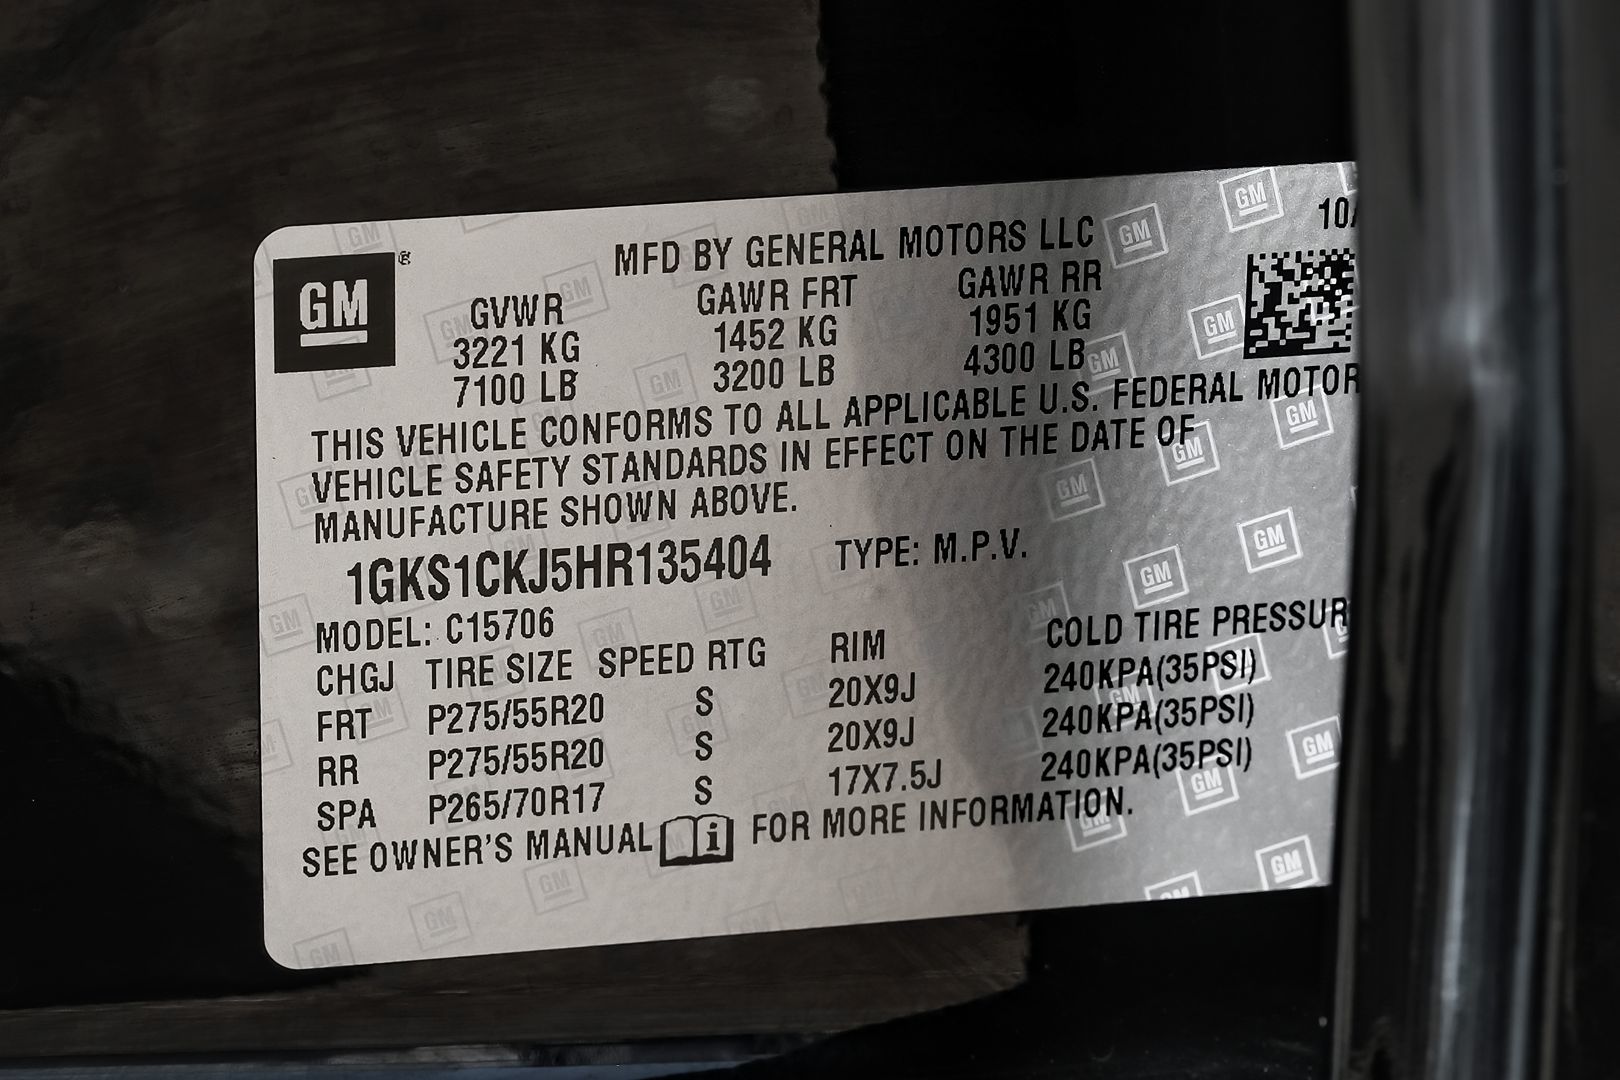 MFD BY GENERAL MOTORS LLC 10/
GM ®
GVWR GAWR FRT GAWR RR
3221 KG 1452 KG 1951 KG
7100 LB 3200 LB 4300 LB
THIS VEHICLE CONFORMS TO ALL APPLICABLE U.S. FEDERAL MOTOR
VEHICLE SAFETY STANDARDS IN EFFECT ON THE DATE OF
MANUFACTURE SHOWN ABOVE.
1GKS1CKJ5HR135404 TYPE: M.P.V.
MODEL: C15706
CHGJ TIRE SIZE SPEED RTG RIM COLD TIRE PRESSUR
FRT P275/55R20 S 20X9J 240KPA(35PSI)
RR P275/55R20 S 20X9J 240KPA(35PSI)
SPA P265/70R17 S 17X7.5J 240KPA(35PSI)
SEE OWNER'S MANUAL i FOR MORE INFORMATION.